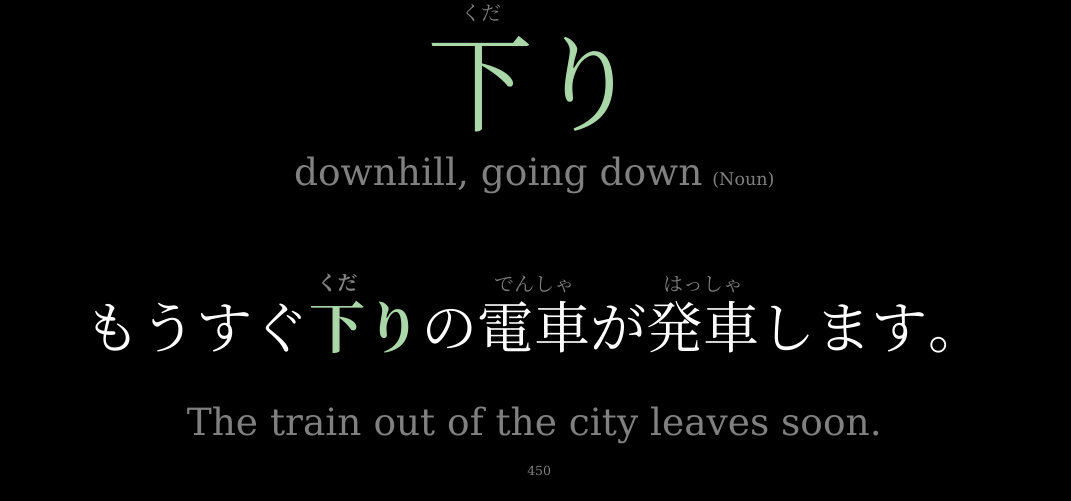 くだ
下り
downhill, going down (Noun)
くだ でんしゃ はっしゃ
もうすぐ下りの電車が発車します。
The train out of the city leaves soon.
450